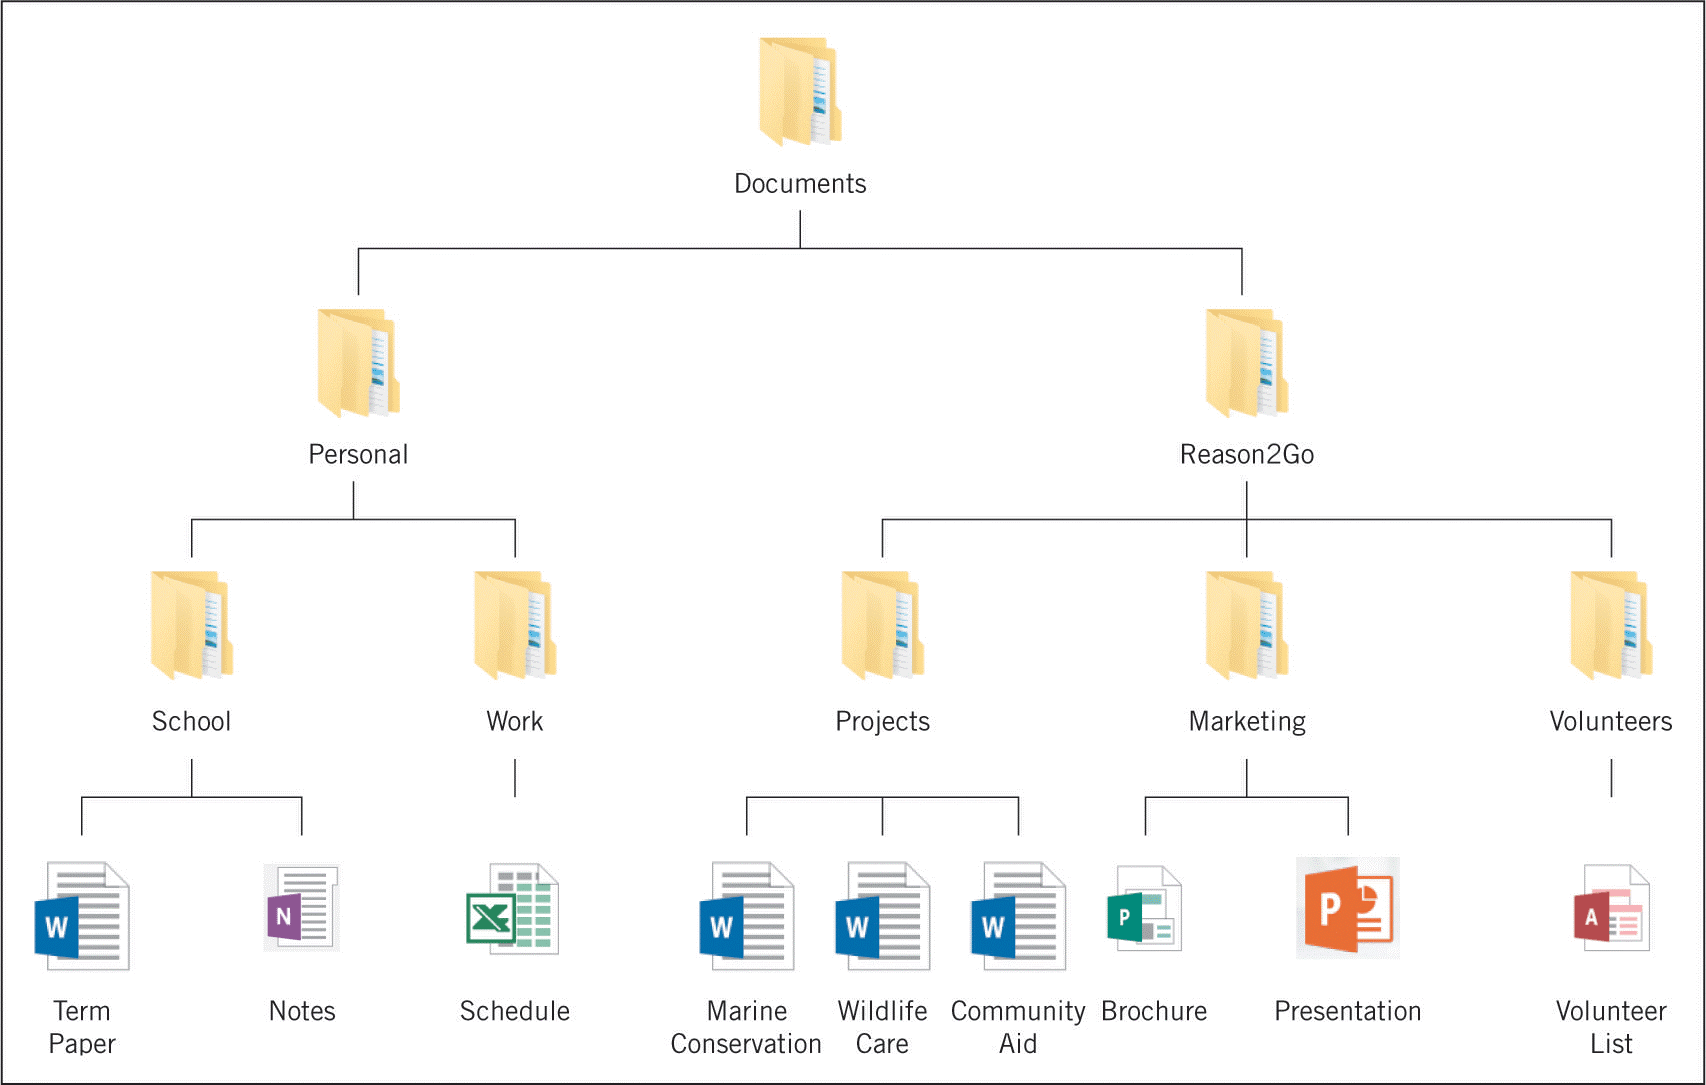 Documents
Personal
Reason2Go
School
Work
Projects
Marketing
Volunteers
W
N
X
W
W
W
P
P
A
Term
Paper
Notes
Schedule
Marine
Conservation
Wildlife
Care
Community
Aid
Brochure
Presentation
Volunteer
List